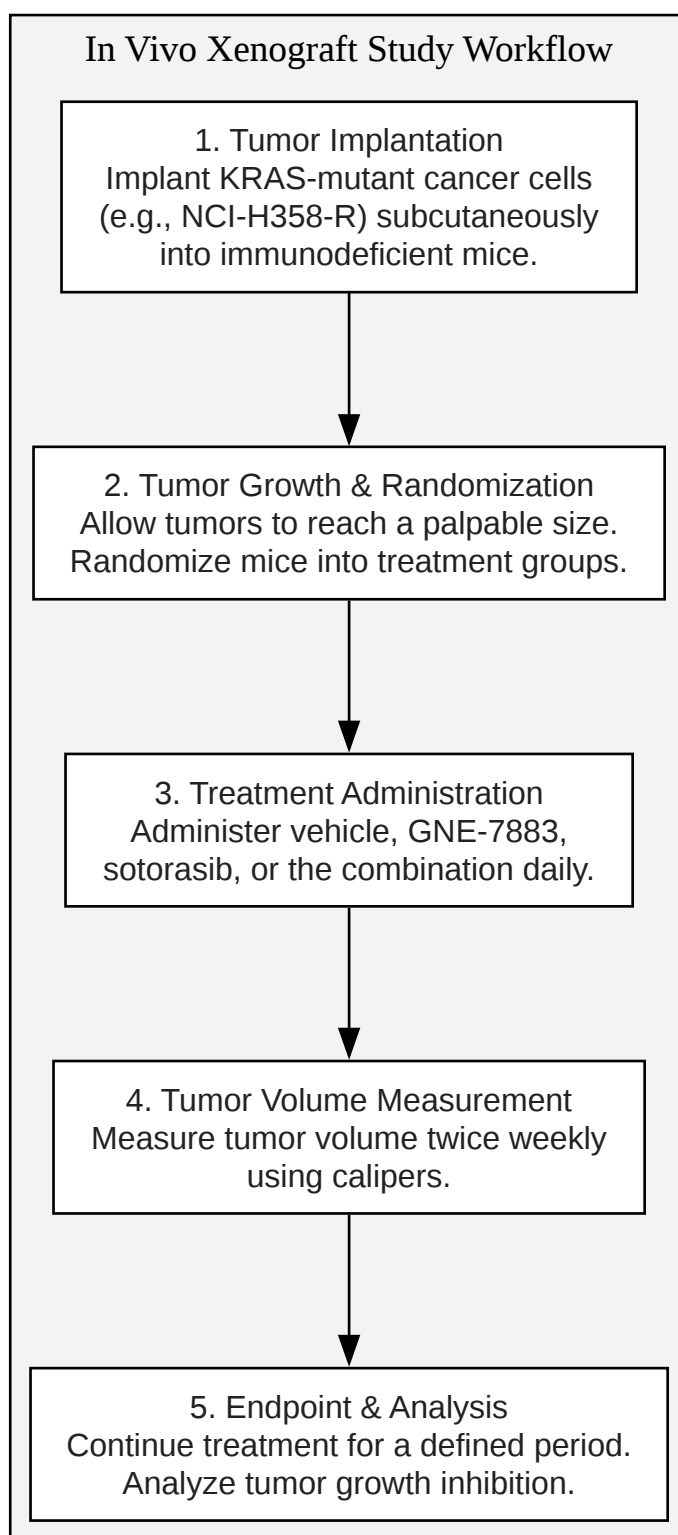 In Vivo Xenograft Study Workflow
1. Tumor Implantation
Implant KRAS-mutant cancer cells
(e.g., NCI-H358-R) subcutaneously
into immunodeficient mice.
2. Tumor Growth & Randomization
Allow tumors to reach a palpable size.
Randomize mice into treatment groups.
3. Treatment Administration
Administer vehicle, GNE-7883,
sotorasib, or the combination daily.
4. Tumor Volume Measurement
Measure tumor volume twice weekly
using calipers.
5. Endpoint & Analysis
Continue treatment for a defined period.
Analyze tumor growth inhibition.